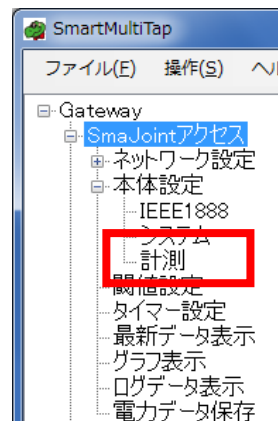 SmartMultiTap
ファイル(F) 操作(S) ヘル
Gateway
SmaJointアクセス
ネットワーク設定
本体設定
IEEE1888
システム
計測
閾値設定
タイマー設定
最新データ表示
グラフ表示
ログデータ表示
電力データ保存